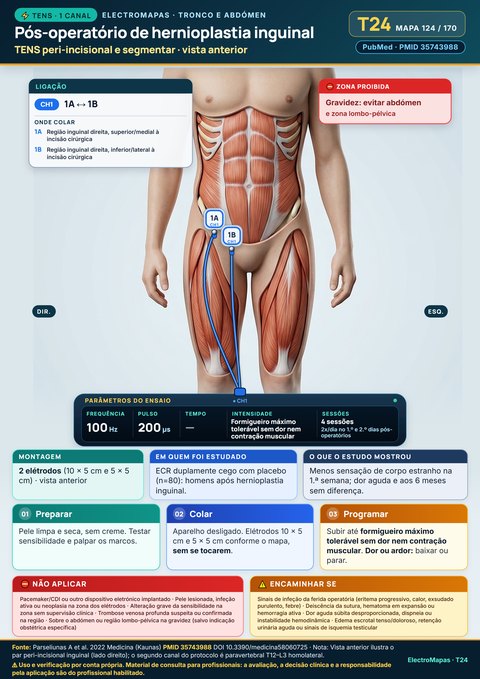 TENS · 1 CANAL ELECTROMAPAS · TRONCO E ABDÓMEN
Pós-operatório de hernioplastia inguinal
TENS peri-incisional e segmentar · vista anterior
T24 MAPA 124 / 170
PubMed · PMID 35743988
LIGAÇÃO
CH1 1A ↔ 1B
ONDE COLAR
1A Região inguinal direita, superior/medial à
incisão cirúrgica
1B Região inguinal direita, inferior/lateral à
incisão cirúrgica
ZONA PROIBIDA
Gravidez: evitar abdómen
e zona lombo-pélvica
1A
CH1
1B
CH1
DIR.
ESQ.
CH1
PARÂMETROS DO ENSAIO
FREQUÊNCIA
100 Hz
PULSO
200 µs
TEMPO
—
INTENSIDADE
Formigueiro máximo
tolerável sem dor nem
contração muscular
SESSÕES
4 sessões
2x/dia no 1.º e 2.º dias pós-
operatórios
MONTAGEM
2 elétrodos (10 × 5 cm e 5 × 5
cm) · vista anterior
EM QUEM FOI ESTUDADO
ECR duplamente cego com placebo
(n=80): homens após hernioplastia
inguinal.
O QUE O ESTUDO MOSTROU
Menos sensação de corpo estranho na
1.ª semana; dor aguda e aos 6 meses
sem diferença.
01 Preparar
Pele limpa e seca, sem creme. Testar
sensibilidade e palpar os marcos.
02 Colar
Aparelho desligado. Elétrodos 10 × 5
cm e 5 × 5 cm conforme o mapa,
sem se tocarem.
03 Programar
Subir até formigueiro máximo
tolerável sem dor nem contração
muscular. Dor ou ardor: baixar ou
parar.
NÃO APLICAR
Pacemaker/CDI ou outro dispositivo eletrónico implantado · Pele lesionada, infeção
ativa ou neoplasia na zona dos elétrodos · Alteração grave da sensibilidade na
zona sem supervisão clínica · Trombose venosa profunda suspeita ou confirmada
na região · Sobre o abdómen ou região lombo-pélvica na gravidez (salvo indicação
obstétrica específica)
ENCAMINHAR SE
Sinais de infeção da ferida operatória (eritema progressivo, calor, exsudado
purulento, febre) · Deiscência da sutura, hematoma em expansão ou
hemorragia ativa · Dor aguda súbita desproporcionada, dispneia ou
instabilidade hemodinâmica · Edema escrotal tenso/doloroso, retenção
urinária aguda ou sinais de isquemia testicular
Fonte: Parseliunas A et al. 2022 Medicina (Kaunas) PMID 35743988 DOI 10.3390/medicina58060725 · Nota: Vista anterior ilustra o
par peri-incisional inguinal (lado direito); o segundo canal do protocolo é paravertebral T12–L3 homolateral.
⚠ Uso e verificação por conta própria. Material de consulta para profissionais: a avaliação, a decisão clínica e a responsabilidade
pela aplicação são do profissional habilitado.
ElectroMapas · T24